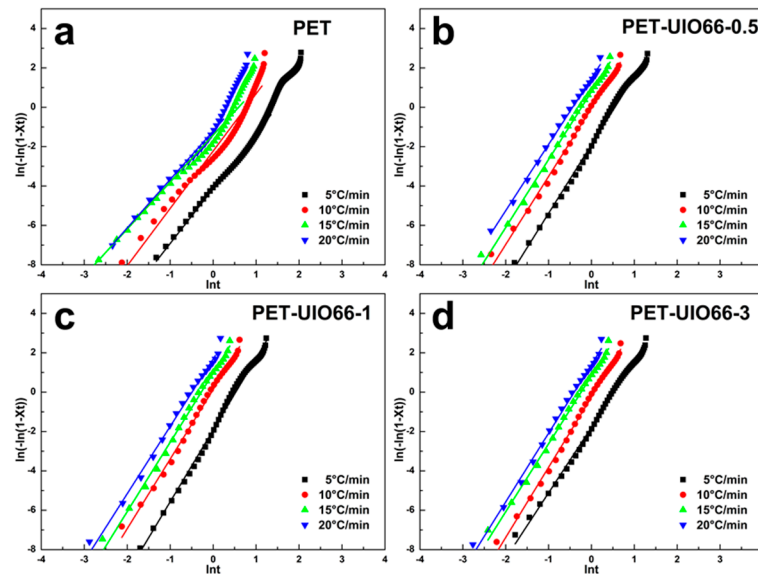 a
PET
ln(-ln(1-Xt))
4
2
0
-2
-4
-6
-8
5°C/min
10°C/min
15°C/min
20°C/min
-4
-3
-2
-1
0
1
2
3
4
lnt
b
PET-UIO66-0.5
ln(-ln(1-Xt))
4
2
0
-2
-4
-6
-8
5°C/min
10°C/min
15°C/min
20°C/min
-4
-3
-2
-1
0
1
2
3
4
lnt
c
PET-UIO66-1
ln(-ln(1-Xt))
4
2
0
-2
-4
-6
-8
5°C/min
10°C/min
15°C/min
20°C/min
-4
-3
-2
-1
0
1
2
3
4
lnt
d
PET-UIO66-3
ln(-ln(1-Xt))
4
2
0
-2
-4
-6
-8
5°C/min
10°C/min
15°C/min
20°C/min
-4
-3
-2
-1
0
1
2
3
4
lnt